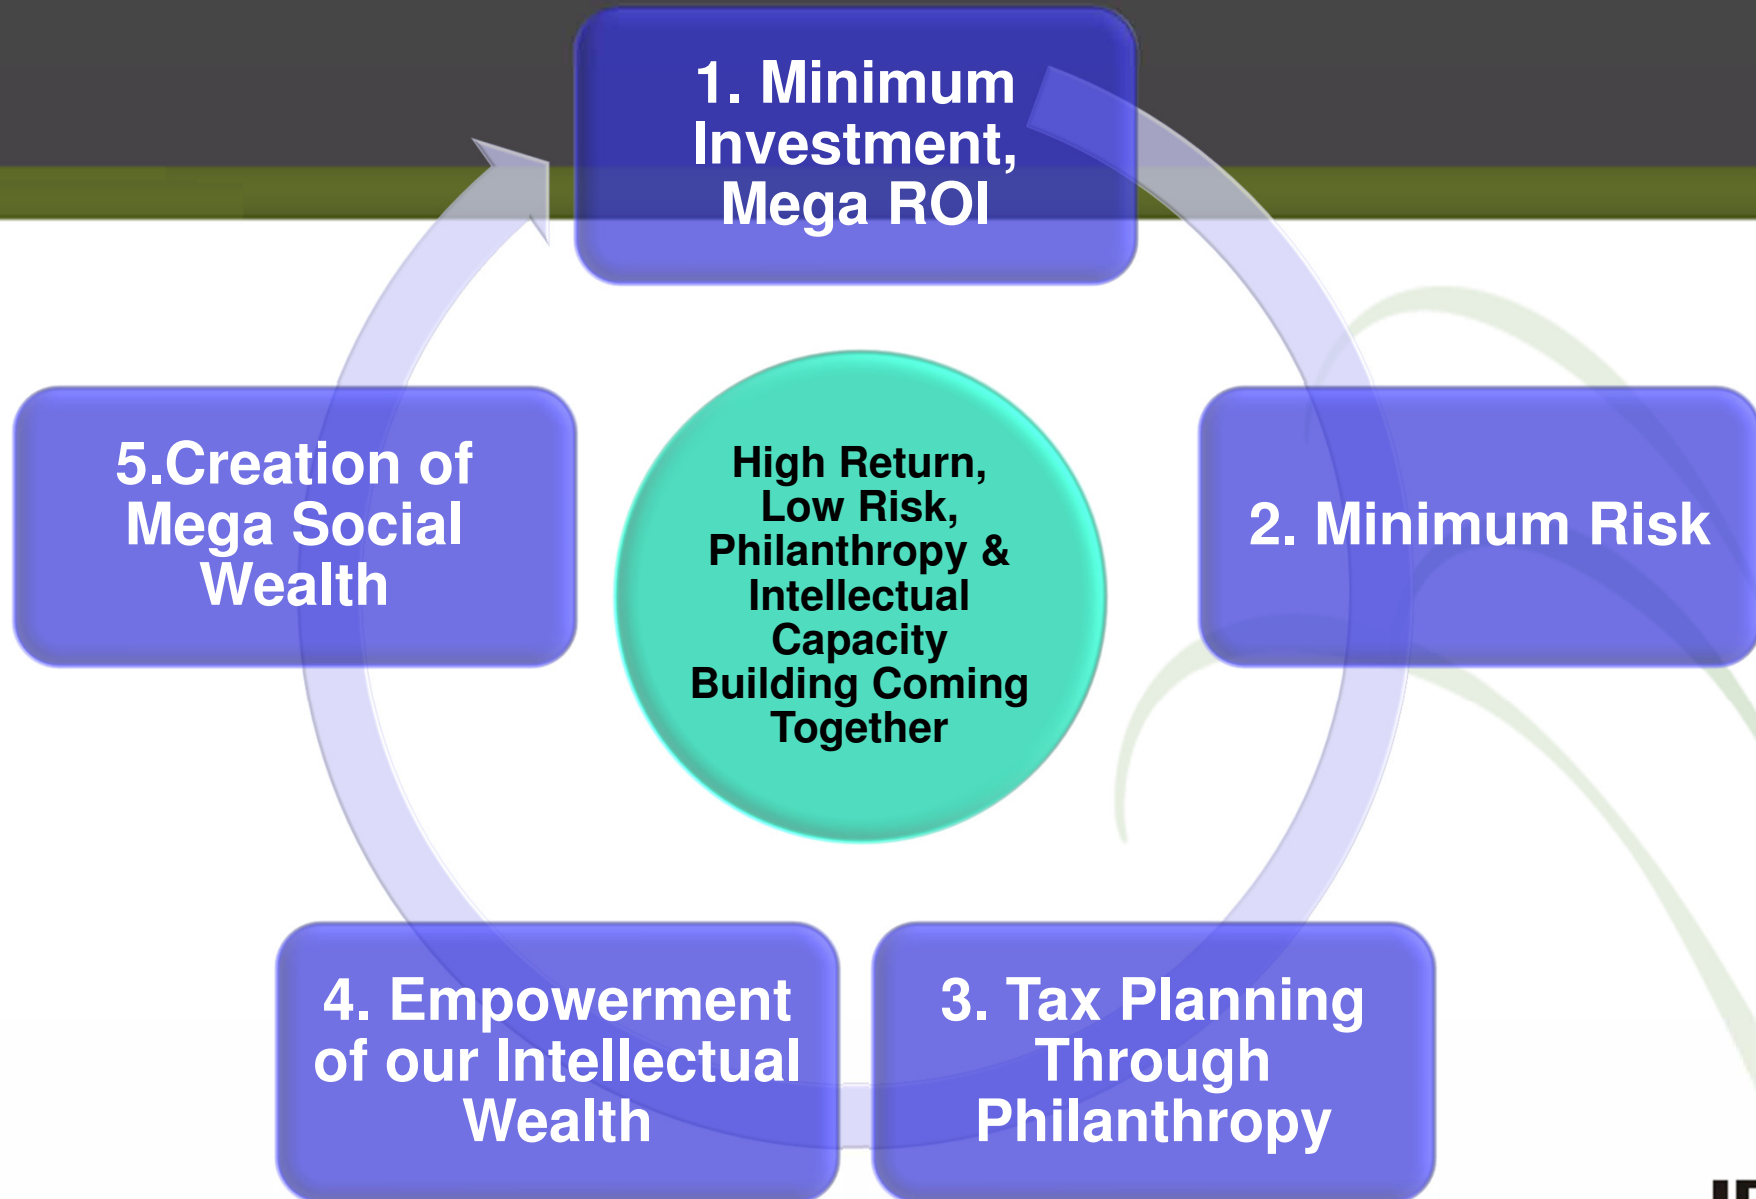 1. Minimum
Investment,
Mega ROI
2. Minimum Risk
3. Tax Planning
Through
Philanthropy
4. Empowerment
of our Intellectual
Wealth
5.Creation of
Mega Social
Wealth
High Return,
Low Risk,
Philanthropy &
Intellectual
Capacity
Building Coming
Together